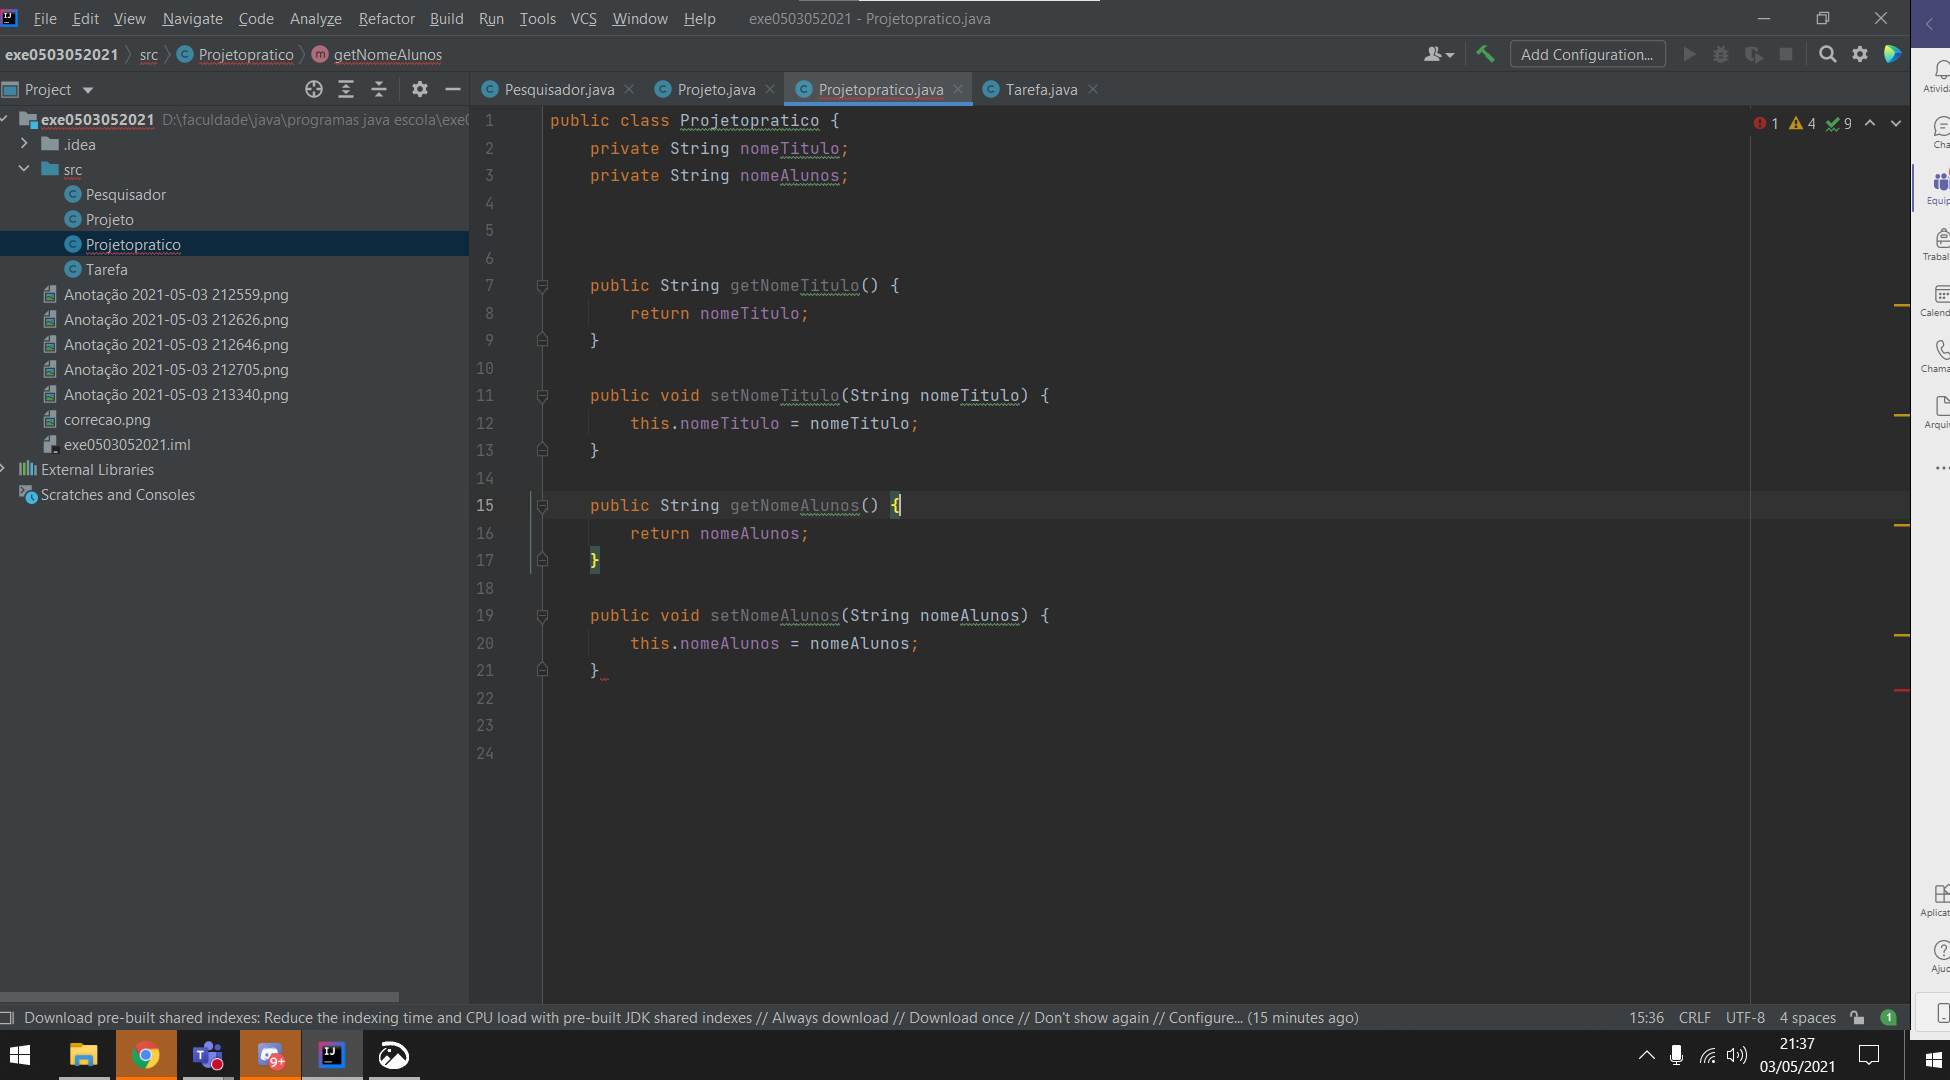 File Edit View Navigate Code Analyze Refactor Build Run Tools VCS Window Help exe0503052021 - Projetopratico.java
exe0503052021 src Projetopratico getNomeAlunos Add Configuration...
Project
Pesquisador.java Projeto.java Projetopratico.java Tarefa.java
exe0503052021 D:\faculdade\java\programas java escola\exe
.idea
src
Pesquisador
Projeto
Projetopratico
Tarefa
Anotação 2021-05-03 212559.png
Anotação 2021-05-03 212626.png
Anotação 2021-05-03 212646.png
Anotação 2021-05-03 212705.png
Anotação 2021-05-03 213340.png
correcao.png
exe0503052021.iml
External Libraries
Scratches and Consoles
1 public class Projetopratico {
2 private String nomeTitulo;
3 private String nomeAlunos;
4
5
6
7 public String getNomeTitulo() {
8 return nomeTitulo;
9 }
10
11 public void setNomeTitulo(String nomeTitulo) {
12 this.nomeTitulo = nomeTitulo;
13 }
14
15 public String getNomeAlunos() {
16 return nomeAlunos;
17 }
18
19 public void setNomeAlunos(String nomeAlunos) {
20 this.nomeAlunos = nomeAlunos;
21 }
22
23
24
1 4 9
Ativida
Cha
Equip
Trabal
Calend
Chama
Arquiv
Aplicat
Ajuc
Download pre-built shared indexes: Reduce the indexing time and CPU load with pre-built JDK shared indexes // Always download // Download once // Don't show again // Configure... (15 minutes ago)
15:36 CRLF UTF-8 4 spaces 1
9+
IJ
21:37
03/05/2021